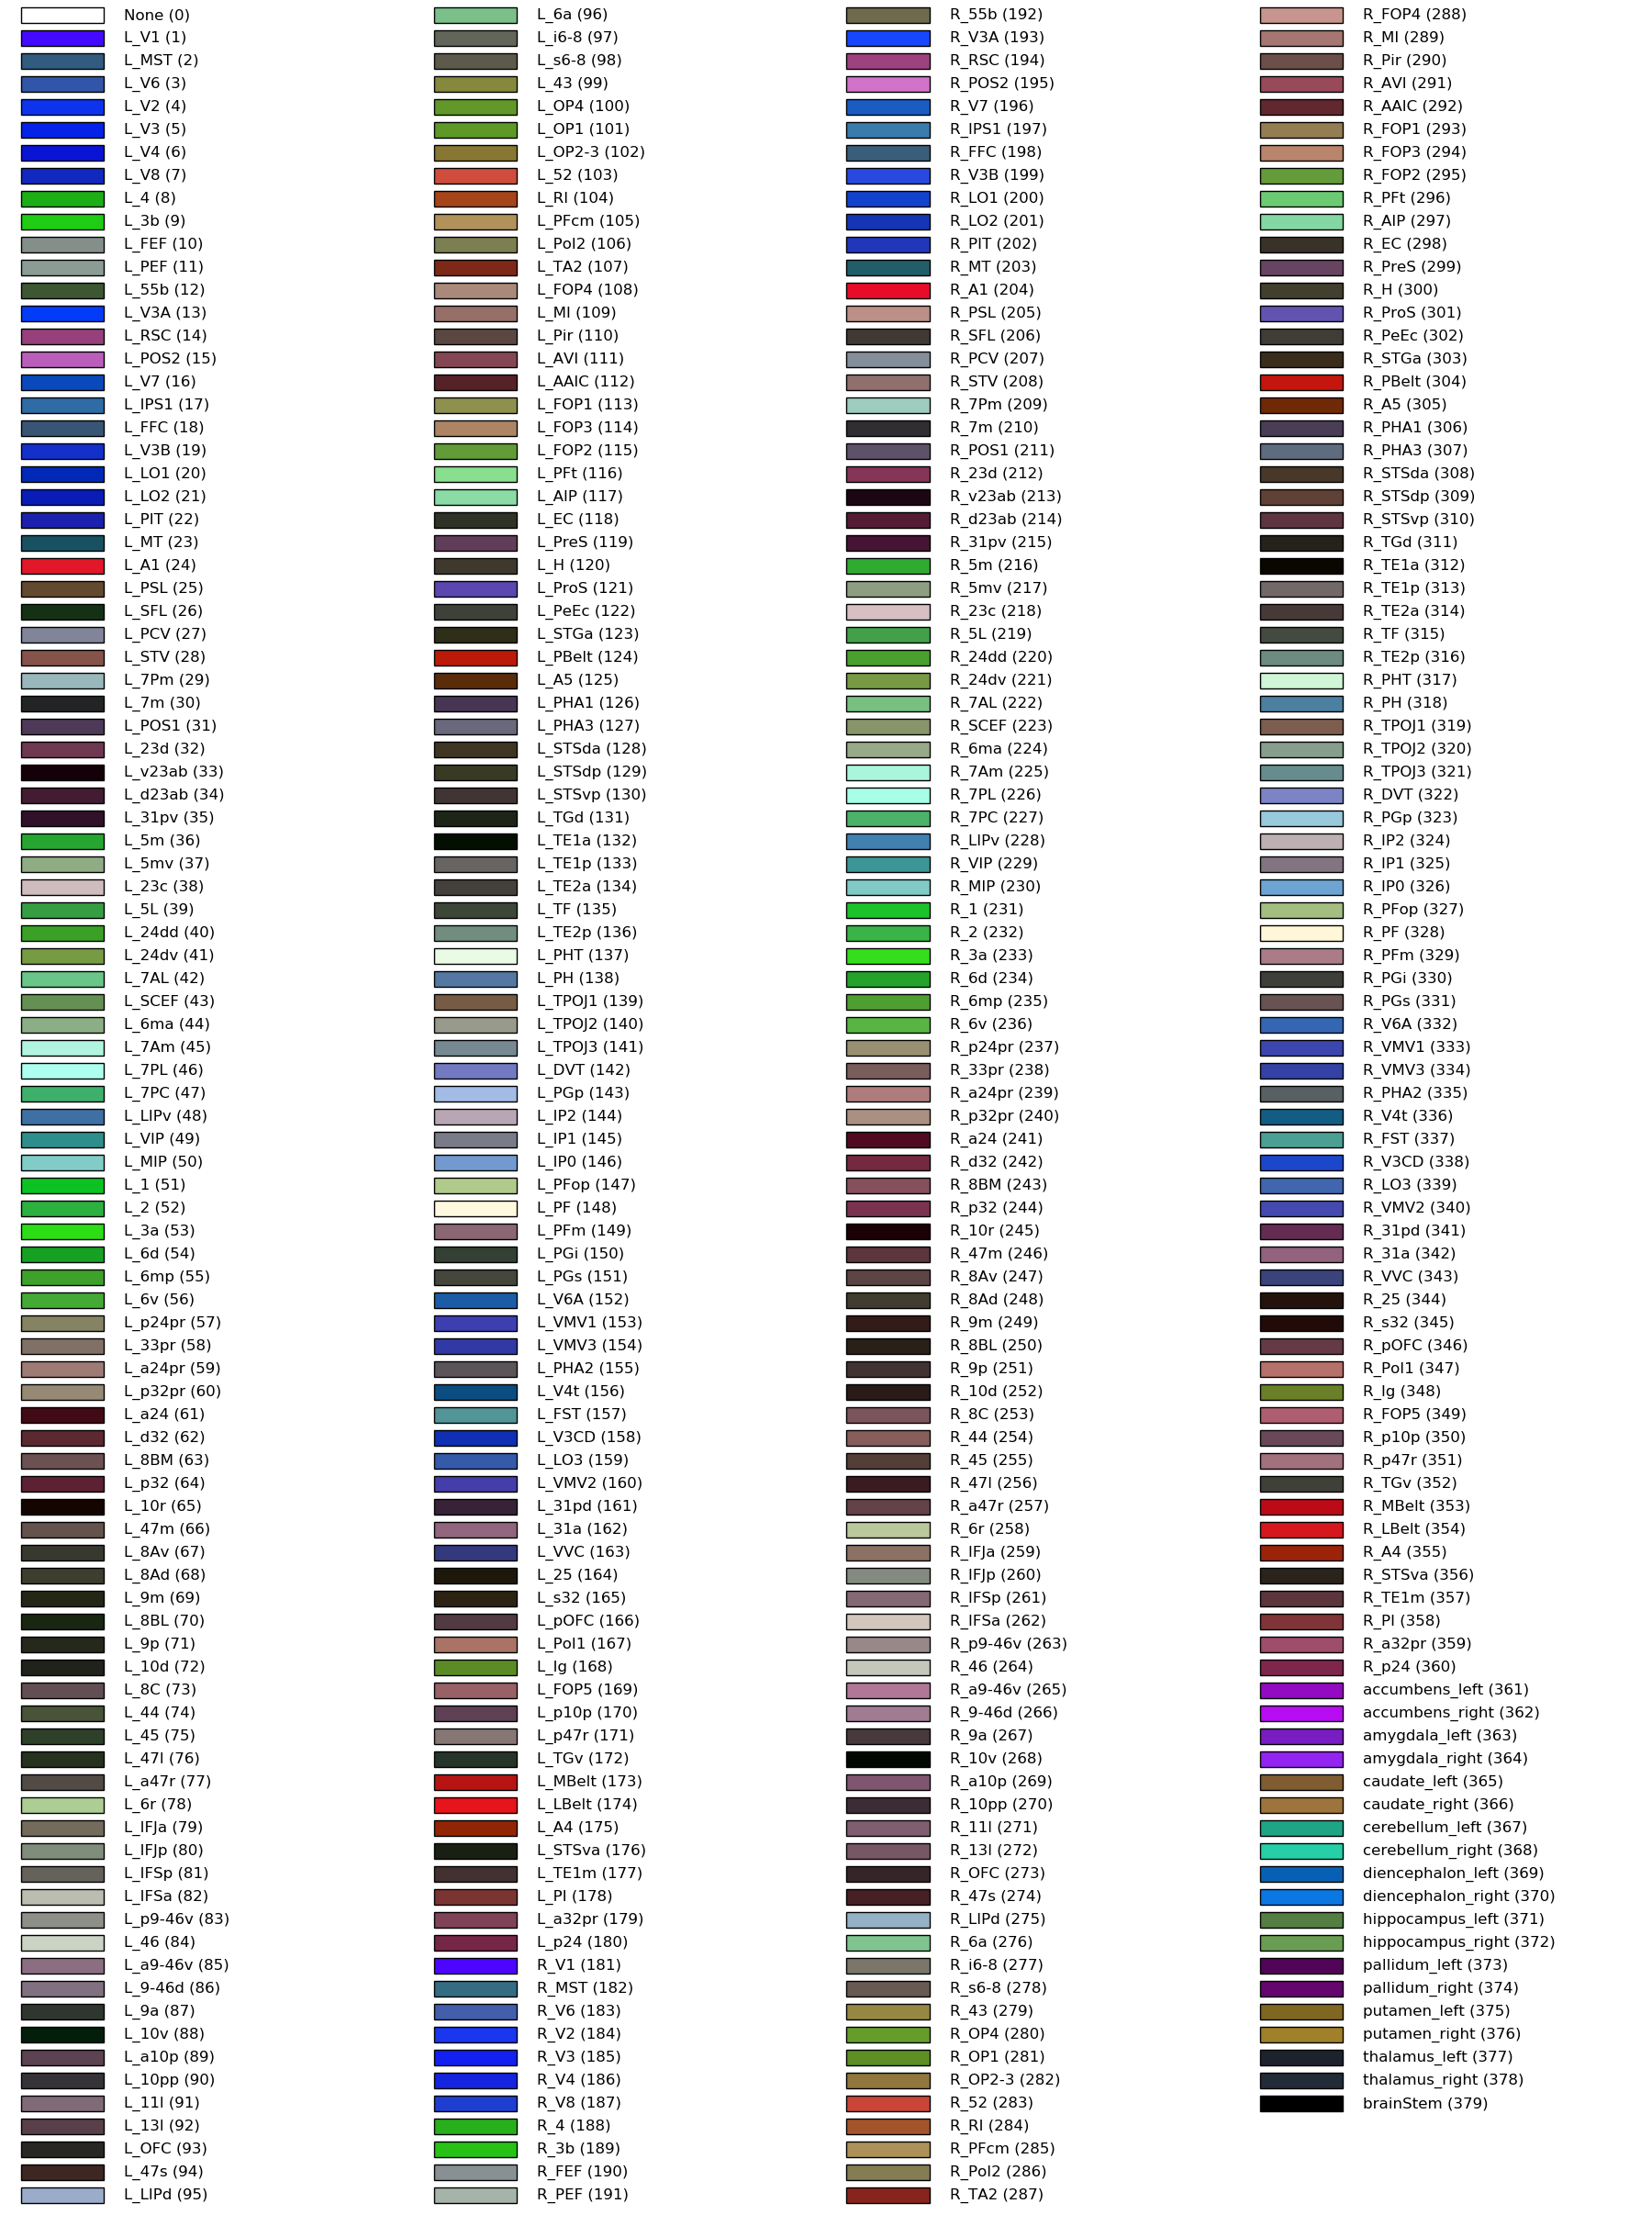 None (0)
L_V1 (1)
L_MST (2)
L_V6 (3)
L_V2 (4)
L_V3 (5)
L_V4 (6)
L_V8 (7)
L_4 (8)
L_3b (9)
L_FEF (10)
L_PEF (11)
L_55b (12)
L_V3A (13)
L_RSC (14)
L_POS2 (15)
L_V7 (16)
L_IPS1 (17)
L_FFC (18)
L_V3B (19)
L_LO1 (20)
L_LO2 (21)
L_PIT (22)
L_MT (23)
L_A1 (24)
L_PSL (25)
L_SFL (26)
L_PCV (27)
L_STV (28)
L_7Pm (29)
L_7m (30)
L_POS1 (31)
L_23d (32)
L_v23ab (33)
L_d23ab (34)
L_31pv (35)
L_5m (36)
L_5mv (37)
L_23c (38)
L_5L (39)
L_24dd (40)
L_24dv (41)
L_7AL (42)
L_SCEF (43)
L_6ma (44)
L_7Am (45)
L_7PL (46)
L_7PC (47)
L_LIPv (48)
L_VIP (49)
L_MIP (50)
L_1 (51)
L_2 (52)
L_3a (53)
L_6d (54)
L_6mp (55)
L_6v (56)
L_p24pr (57)
L_33pr (58)
L_a24pr (59)
L_p32pr (60)
L_a24 (61)
L_d32 (62)
L_8BM (63)
L_p32 (64)
L_10r (65)
L_47m (66)
L_8Av (67)
L_8Ad (68)
L_9m (69)
L_8BL (70)
L_9p (71)
L_10d (72)
L_8C (73)
L_44 (74)
L_45 (75)
L_47l (76)
L_a47r (77)
L_6r (78)
L_IFJa (79)
L_IFJp (80)
L_IFSp (81)
L_IFSa (82)
L_p9-46v (83)
L_46 (84)
L_a9-46v (85)
L_9-46d (86)
L_9a (87)
L_10v (88)
L_a10p (89)
L_10pp (90)
L_11l (91)
L_13l (92)
L_OFC (93)
L_47s (94)
L_LIPd (95)
L_6a (96)
L_i6-8 (97)
L_s6-8 (98)
L_43 (99)
L_OP4 (100)
L_OP1 (101)
L_OP2-3 (102)
L_52 (103)
L_RI (104)
L_PFcm (105)
L_PoI2 (106)
L_TA2 (107)
L_FOP4 (108)
L_MI (109)
L_Pir (110)
L_AVI (111)
L_AAIC (112)
L_FOP1 (113)
L_FOP3 (114)
L_FOP2 (115)
L_PFt (116)
L_AIP (117)
L_EC (118)
L_PreS (119)
L_H (120)
L_ProS (121)
L_PeEc (122)
L_STGa (123)
L_PBelt (124)
L_A5 (125)
L_PHA1 (126)
L_PHA3 (127)
L_STSda (128)
L_STSdp (129)
L_STSvp (130)
L_TGd (131)
L_TE1a (132)
L_TE1p (133)
L_TE2a (134)
L_TF (135)
L_TE2p (136)
L_PHT (137)
L_PH (138)
L_TPOJ1 (139)
L_TPOJ2 (140)
L_TPOJ3 (141)
L_DVT (142)
L_PGp (143)
L_IP2 (144)
L_IP1 (145)
L_IP0 (146)
L_PFop (147)
L_PF (148)
L_PFm (149)
L_PGi (150)
L_PGs (151)
L_V6A (152)
L_VMV1 (153)
L_VMV3 (154)
L_PHA2 (155)
L_V4t (156)
L_FST (157)
L_V3CD (158)
L_LO3 (159)
L_VMV2 (160)
L_31pd (161)
L_31a (162)
L_VVC (163)
L_25 (164)
L_s32 (165)
L_pOFC (166)
L_PoI1 (167)
L_Ig (168)
L_FOP5 (169)
L_p10p (170)
L_p47r (171)
L_TGv (172)
L_MBelt (173)
L_LBelt (174)
L_A4 (175)
L_STSva (176)
L_TE1m (177)
L_PI (178)
L_a32pr (179)
L_p24 (180)
R_V1 (181)
R_MST (182)
R_V6 (183)
R_V2 (184)
R_V3 (185)
R_V4 (186)
R_V8 (187)
R_4 (188)
R_3b (189)
R_FEF (190)
R_PEF (191)
R_55b (192)
R_V3A (193)
R_RSC (194)
R_POS2 (195)
R_V7 (196)
R_IPS1 (197)
R_FFC (198)
R_V3B (199)
R_LO1 (200)
R_LO2 (201)
R_PIT (202)
R_MT (203)
R_A1 (204)
R_PSL (205)
R_SFL (206)
R_PCV (207)
R_STV (208)
R_7Pm (209)
R_7m (210)
R_POS1 (211)
R_23d (212)
R_v23ab (213)
R_d23ab (214)
R_31pv (215)
R_5m (216)
R_5mv (217)
R_23c (218)
R_5L (219)
R_24dd (220)
R_24dv (221)
R_7AL (222)
R_SCEF (223)
R_6ma (224)
R_7Am (225)
R_7PL (226)
R_7PC (227)
R_LIPv (228)
R_VIP (229)
R_MIP (230)
R_1 (231)
R_2 (232)
R_3a (233)
R_6d (234)
R_6mp (235)
R_6v (236)
R_p24pr (237)
R_33pr (238)
R_a24pr (239)
R_p32pr (240)
R_a24 (241)
R_d32 (242)
R_8BM (243)
R_p32 (244)
R_10r (245)
R_47m (246)
R_8Av (247)
R_8Ad (248)
R_9m (249)
R_8BL (250)
R_9p (251)
R_10d (252)
R_8C (253)
R_44 (254)
R_45 (255)
R_47l (256)
R_a47r (257)
R_6r (258)
R_IFJa (259)
R_IFJp (260)
R_IFSp (261)
R_IFSa (262)
R_p9-46v (263)
R_46 (264)
R_a9-46v (265)
R_9-46d (266)
R_9a (267)
R_10v (268)
R_a10p (269)
R_10pp (270)
R_11l (271)
R_13l (272)
R_OFC (273)
R_47s (274)
R_LIPd (275)
R_6a (276)
R_i6-8 (277)
R_s6-8 (278)
R_43 (279)
R_OP4 (280)
R_OP1 (281)
R_OP2-3 (282)
R_52 (283)
R_RI (284)
R_PFcm (285)
R_PoI2 (286)
R_TA2 (287)
R_FOP4 (288)
R_MI (289)
R_Pir (290)
R_AVI (291)
R_AAIC (292)
R_FOP1 (293)
R_FOP3 (294)
R_FOP2 (295)
R_PFt (296)
R_AIP (297)
R_EC (298)
R_PreS (299)
R_H (300)
R_ProS (301)
R_PeEc (302)
R_STGa (303)
R_PBelt (304)
R_A5 (305)
R_PHA1 (306)
R_PHA3 (307)
R_STSda (308)
R_STSdp (309)
R_STSvp (310)
R_TGd (311)
R_TE1a (312)
R_TE1p (313)
R_TE2a (314)
R_TF (315)
R_TE2p (316)
R_PHT (317)
R_PH (318)
R_TPOJ1 (319)
R_TPOJ2 (320)
R_TPOJ3 (321)
R_DVT (322)
R_PGp (323)
R_IP2 (324)
R_IP1 (325)
R_IP0 (326)
R_PFop (327)
R_PF (328)
R_PFm (329)
R_PGi (330)
R_PGs (331)
R_V6A (332)
R_VMV1 (333)
R_VMV3 (334)
R_PHA2 (335)
R_V4t (336)
R_FST (337)
R_V3CD (338)
R_LO3 (339)
R_VMV2 (340)
R_31pd (341)
R_31a (342)
R_VVC (343)
R_25 (344)
R_s32 (345)
R_pOFC (346)
R_PoI1 (347)
R_Ig (348)
R_FOP5 (349)
R_p10p (350)
R_p47r (351)
R_TGv (352)
R_MBelt (353)
R_LBelt (354)
R_A4 (355)
R_STSva (356)
R_TE1m (357)
R_PI (358)
R_a32pr (359)
R_p24 (360)
accumbens_left (361)
accumbens_right (362)
amygdala_left (363)
amygdala_right (364)
caudate_left (365)
caudate_right (366)
cerebellum_left (367)
cerebellum_right (368)
diencephalon_left (369)
diencephalon_right (370)
hippocampus_left (371)
hippocampus_right (372)
pallidum_left (373)
pallidum_right (374)
putamen_left (375)
putamen_right (376)
thalamus_left (377)
thalamus_right (378)
brainStem (379)